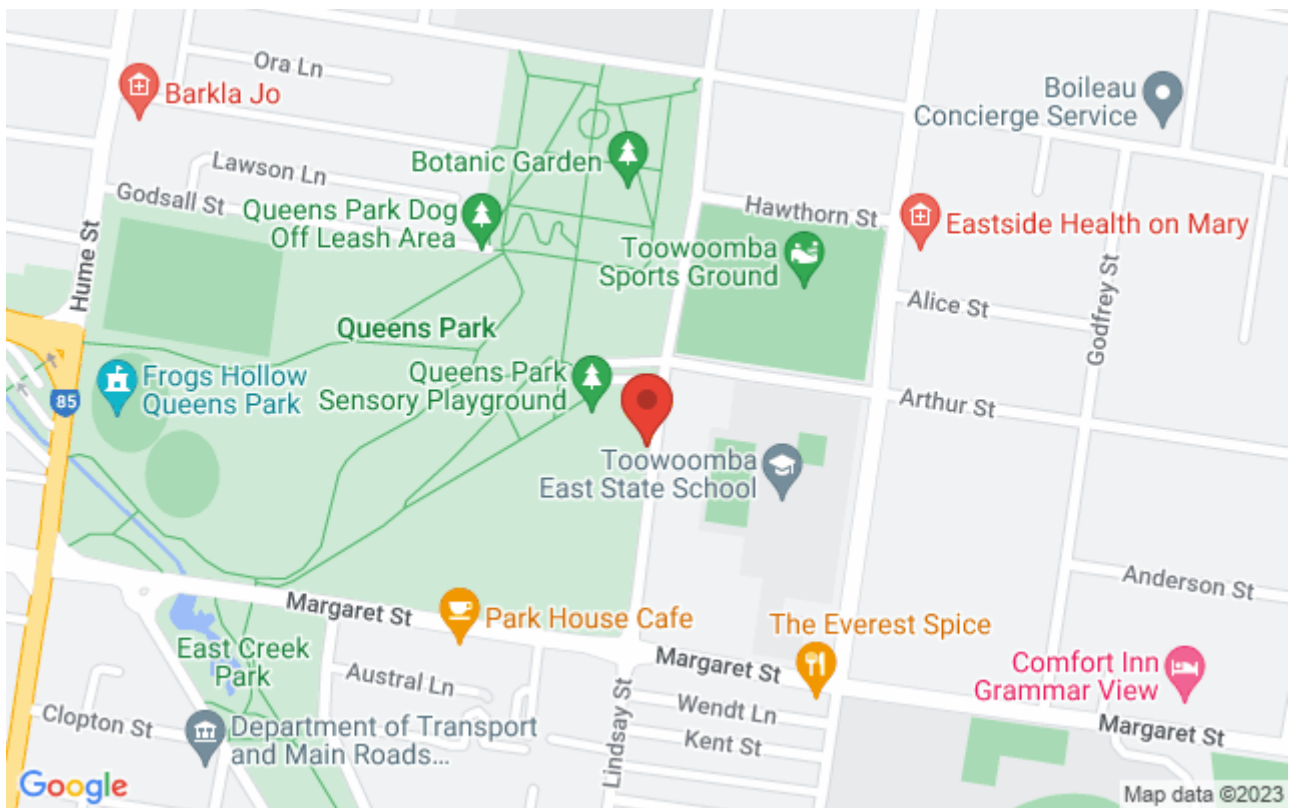 Ora Ln
Barkla Jo
Boileau
Concierge Service
Botanic Garden
Lawson Ln
Godsall St
Queens Park Dog
Off Leash Area
Hawthorn St
Eastside Health on Mary
Toowoomba
Sports Ground
Hume St
Alice St
Godfrey St
Queens Park
Frogs Hollow
Queens Park
Queens Park
Sensory Playground
85
Arthur St
Toowoomba
East State School
Anderson St
Margaret St
Park House Cafe
The Everest Spice
East Creek
Park
Margaret St
Comfort Inn
Grammar View
Austral Ln
Lindsay St
Wendt Ln
Clopton St
Department of Transport
and Main Roads...
Kent St
Margaret St
Google
Map data ©2023